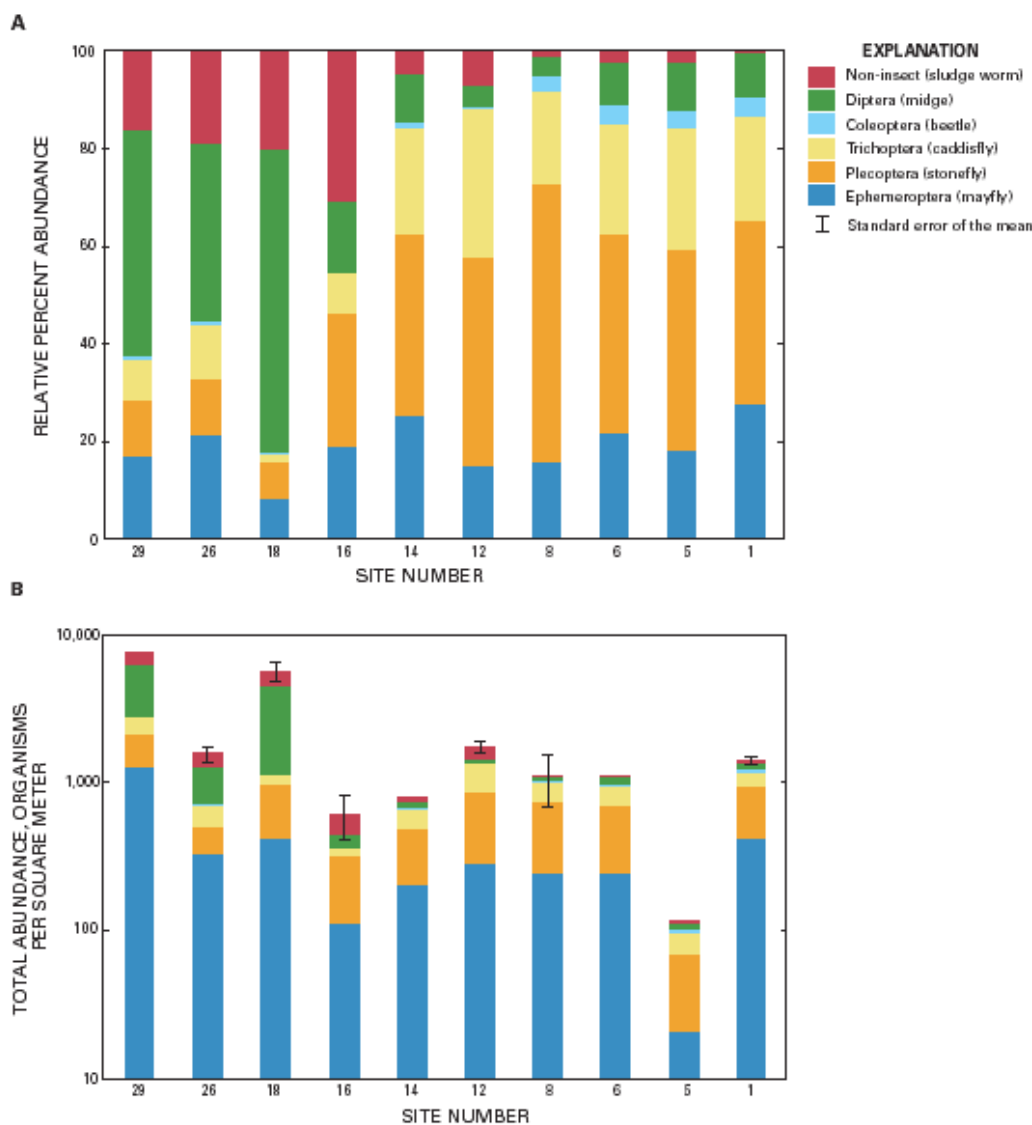 A
RELATIVE PERCENT ABUNDANCE
100
80
60
40
20
0
29 26 18 16 14 12 8 6 5 1
SITE NUMBER
EXPLANATION
Non-insect (sludge worm)
Diptera (midge)
Coleoptera (beetle)
Trichoptera (caddisfly)
Plecoptera (stonefly)
Ephemeroptera (mayfly)
Standard error of the mean
B
TOTAL ABUNDANCE, ORGANISMS
PER SQUARE METER
10,000
1,000
100
10
29 26 18 16 14 12 8 6 5 1
SITE NUMBER